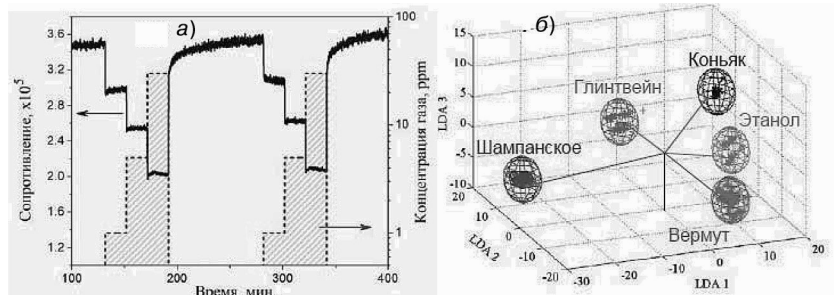 а)
3.6
3.2
2.8
2.4
2.0
1.6
1.2
Сопротивление, x10⁵
100
200
300
400
Время, мин
100
10
1
Концентрация газа, ppm
б)
15
10
5
0
-5
-10
LDA 3
20
10
0
-10
-20
LDA 2
-30
-20
-10
0
10
20
LDA 1
Коньяк
Глинтвейн
Этанол
Шампанское
Вермут